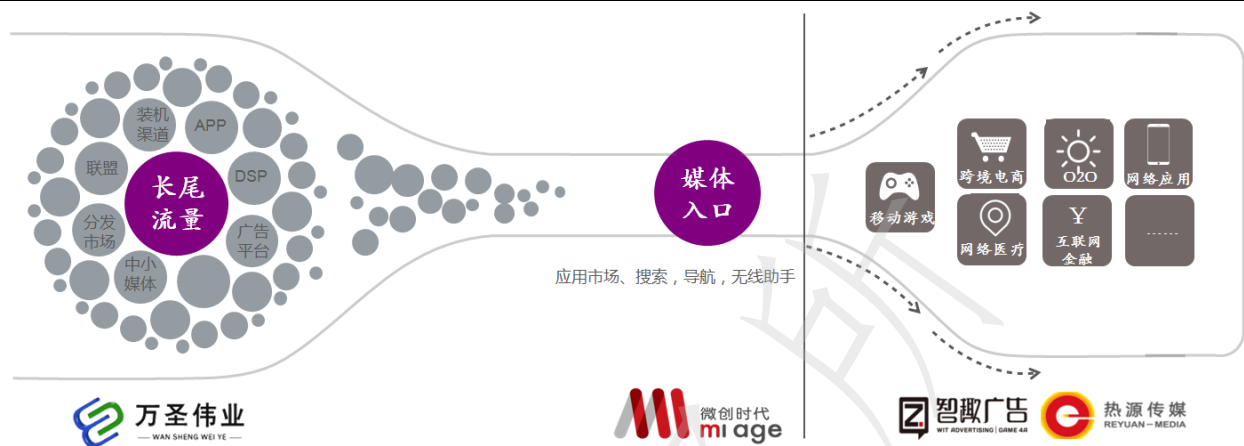 装机
渠道
APP
联盟
长尾
流量
DSP
分发
市场
广告
平台
中小
媒体
媒体
入口
应用市场、搜索，导航，无线助手
移动游戏
跨境电商
O2O
网络应用
网络医疗
¥
互联网
金融
······
万圣伟业
— WAN SHENG WEI YE —
微创时代
mi age
智趣广告
WIT ADVERTISING | GAME 4A
热源传媒
REYUAN－MEDIA